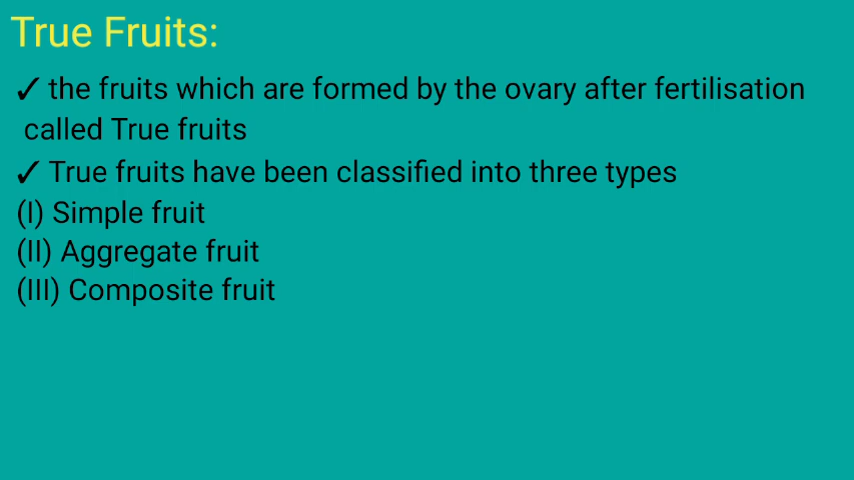 True Fruits:
✓ the fruits which are formed by the ovary after fertilisation
called True fruits
✓ True fruits have been classified into three types
(I) Simple fruit
(II) Aggregate fruit
(III) Composite fruit